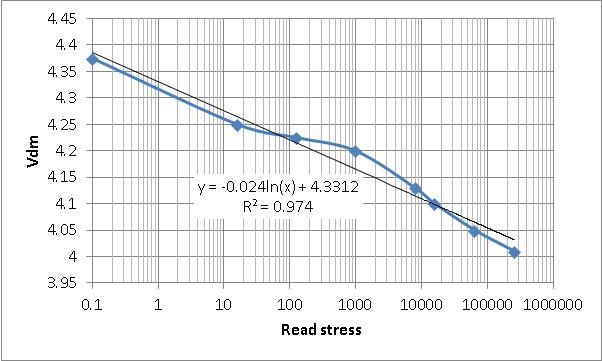 4.45
4.4
4.35
4.3
4.25
4.2
4.15
4.1
4.05
4
3.95
Vdm
y = -0.024ln(x) + 4.3312
R² = 0.974
0.1 1 10 100 1000 10000 100000 1000000
Read stress